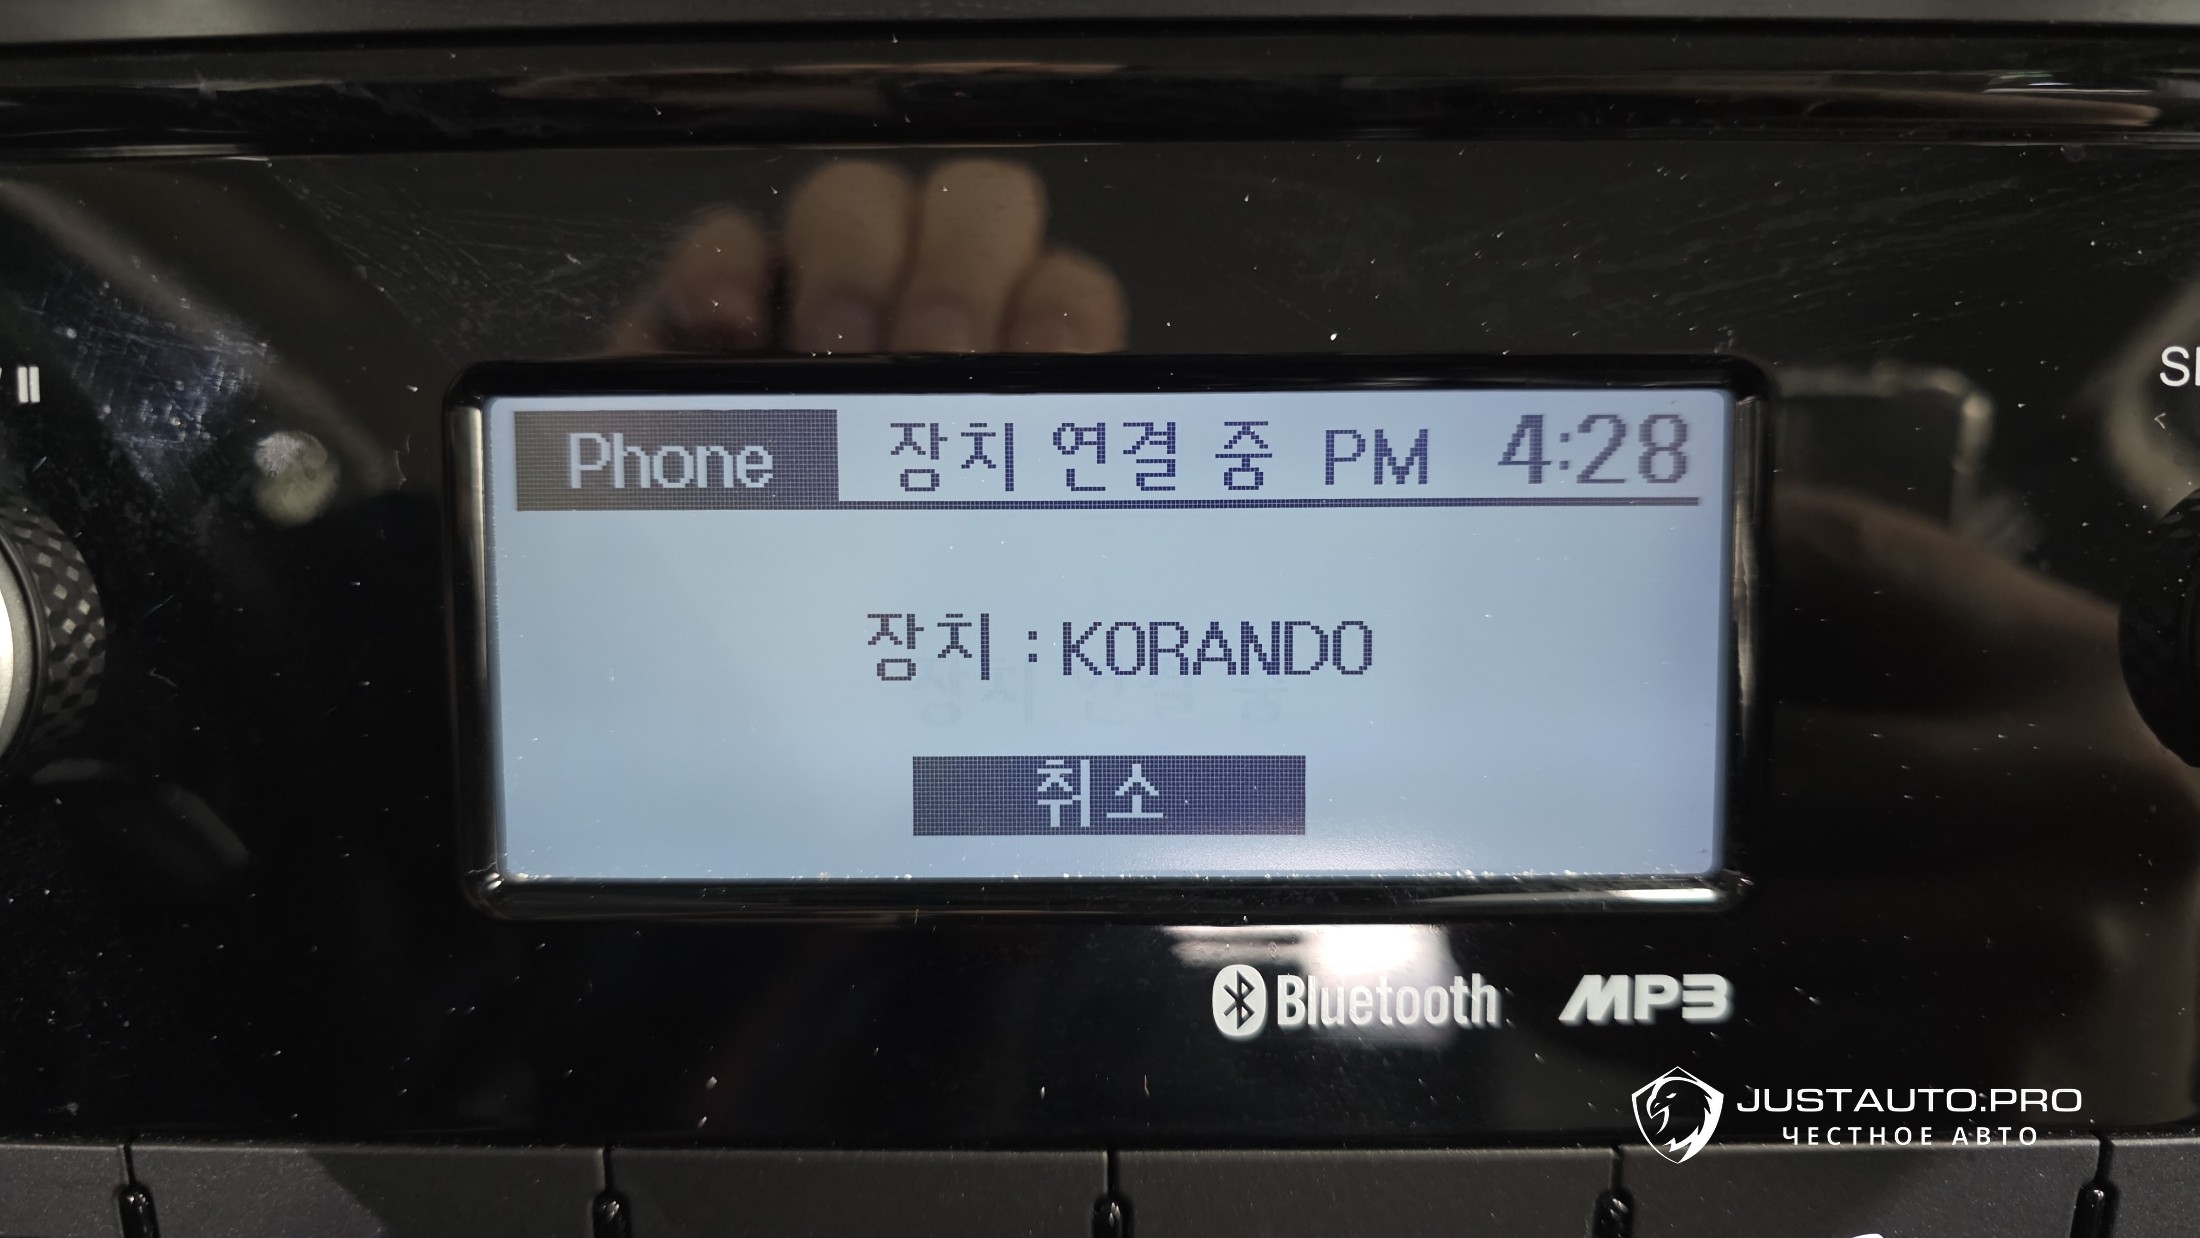 Phone 장치 연결 중 PM 4:28
장치 : KORANDO
취소
Bluetooth MP3
JUSTAUTO.PRO
ЧЕСТНОЕ АВТО